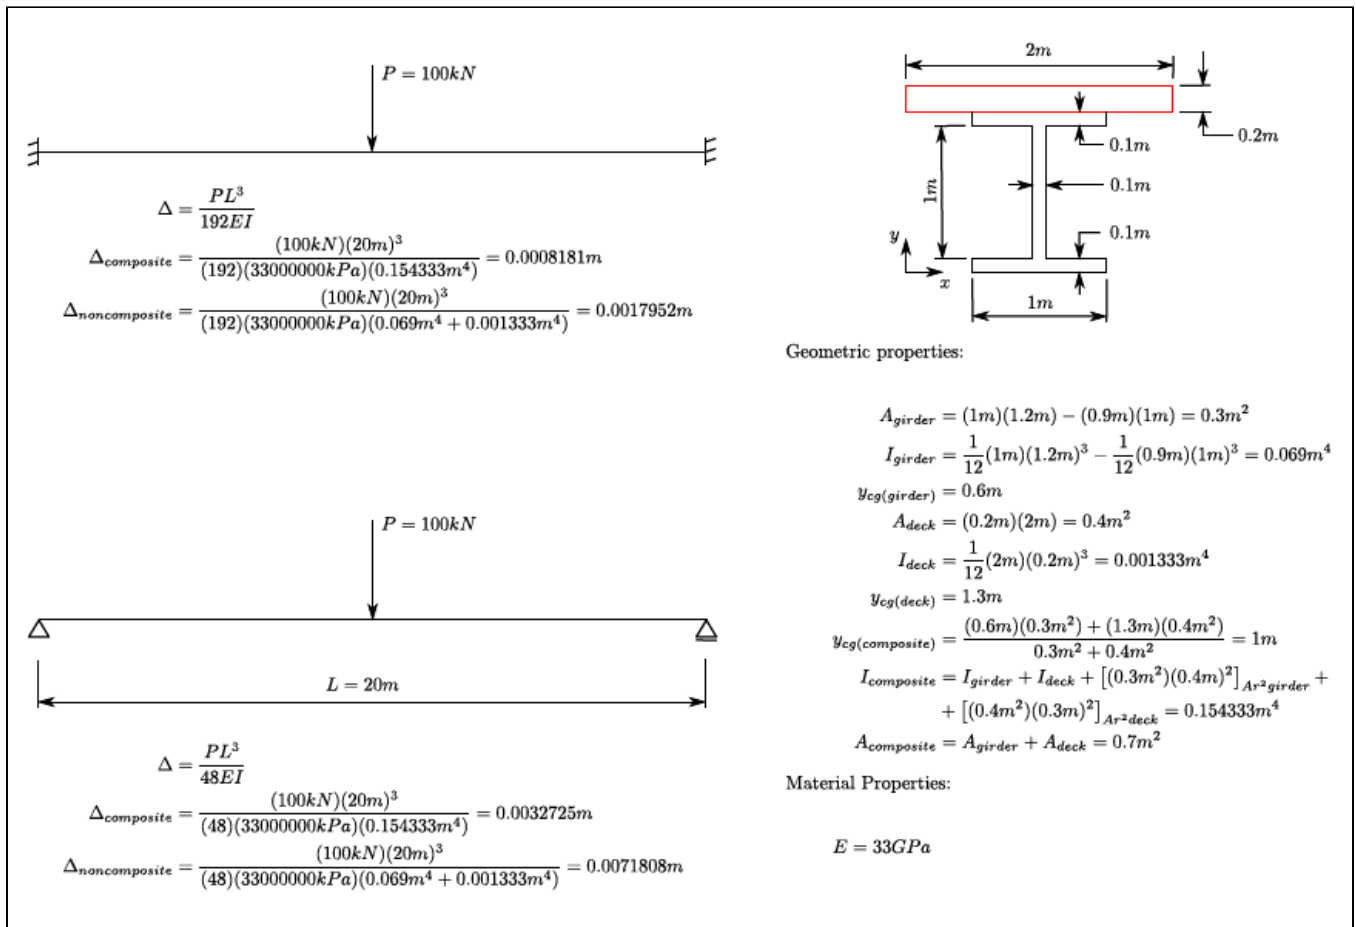 P = 100kN
Δ = PL³/192EI
Δcomposite = (100kN)(20m)³/(192)(33000000kPa)(0.154333m⁴) = 0.0008181m
Δnoncomposite = (100kN)(20m)³/(192)(33000000kPa)(0.069m⁴ + 0.001333m⁴) = 0.0017952m
P = 100kN
L = 20m
Δ = PL³/48EI
Δcomposite = (100kN)(20m)³/(48)(33000000kPa)(0.154333m⁴) = 0.0032725m
Δnoncomposite = (100kN)(20m)³/(48)(33000000kPa)(0.069m⁴ + 0.001333m⁴) = 0.0071808m
2m
0.2m
0.1m
1m
0.1m
0.1m
y
x
1m
Geometric properties:
A_girder = (1m)(1.2m) − (0.9m)(1m) = 0.3m²
I_girder = 1/12(1m)(1.2m)³ − 1/12(0.9m)(1m)³ = 0.069m⁴
y_cg(girder) = 0.6m
A_deck = (0.2m)(2m) = 0.4m²
I_deck = 1/12(2m)(0.2m)³ = 0.001333m⁴
y_cg(deck) = 1.3m
y_cg(composite) = (0.6m)(0.3m²) + (1.3m)(0.4m²)/0.3m² + 0.4m² = 1m
I_composite = I_girder + I_deck + [(0.3m²)(0.4m)²]_Ar²girder +
+ [(0.4m²)(0.3m)²]_Ar²deck = 0.154333m⁴
A_composite = A_girder + A_deck = 0.7m²
Material Properties:
E = 33GPa